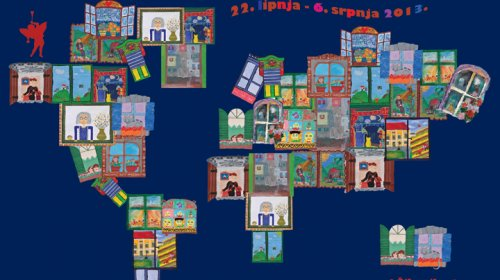 22. lipnja - 6. srpnja 2013.